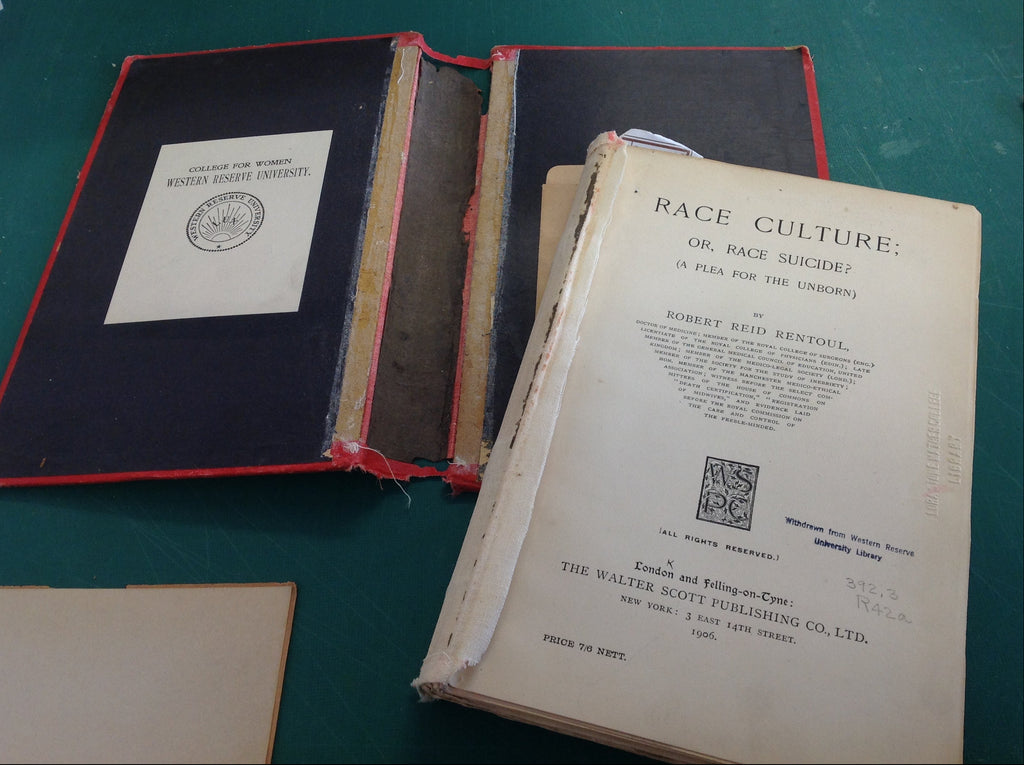 COLLEGE FOR WOMEN
WESTERN RESERVE UNIVERSITY.
WESTERN RESERVE UNIVERSITY
LUX
RACE CULTURE;
OR, RACE SUICIDE?
(A PLEA FOR THE UNBORN)
BY
ROBERT REID RENTOUL,
DOCTOR OF MEDICINE; MEMBER OF THE ROYAL COLLEGE OF SURGEONS (ENG.)
LICENTIATE OF THE ROYAL COLLEGE OF PHYSICIANS (EDIN.); LATE
MEMBER OF THE GENERAL MEDICAL COUNCIL OF EDUCATION, UNITED
KINGDOM; MEMBER OF THE MEDICO-LEGAL SOCIETY (LOND.);
MEMBER OF THE SOCIETY FOR THE STUDY OF INEBRIETY;
HON. MEMBER OF THE MANCHESTER MEDICO-ETHICAL
ASSOCIATION; WITNESS BEFORE THE SELECT COM-
MITTEES OF THE HOUSE OF COMMONS ON
"DEATH CERTIFICATION," "REGISTRATION
OF MIDWIVES," AND EVIDENCE LAID
BEFORE THE ROYAL COMMISSION ON
THE CARE AND CONTROL OF
THE FEEBLE-MINDED.
WS
PC
(ALL RIGHTS RESERVED.)
Withdrawn from Western Reserve
University Library
LIBRARY
392.3
R42a
K
London and Felling-on-Tyne:
THE WALTER SCOTT PUBLISHING CO., LTD.
NEW YORK: 3 EAST 14TH STREET.
1906.
PRICE 7/6 NETT.